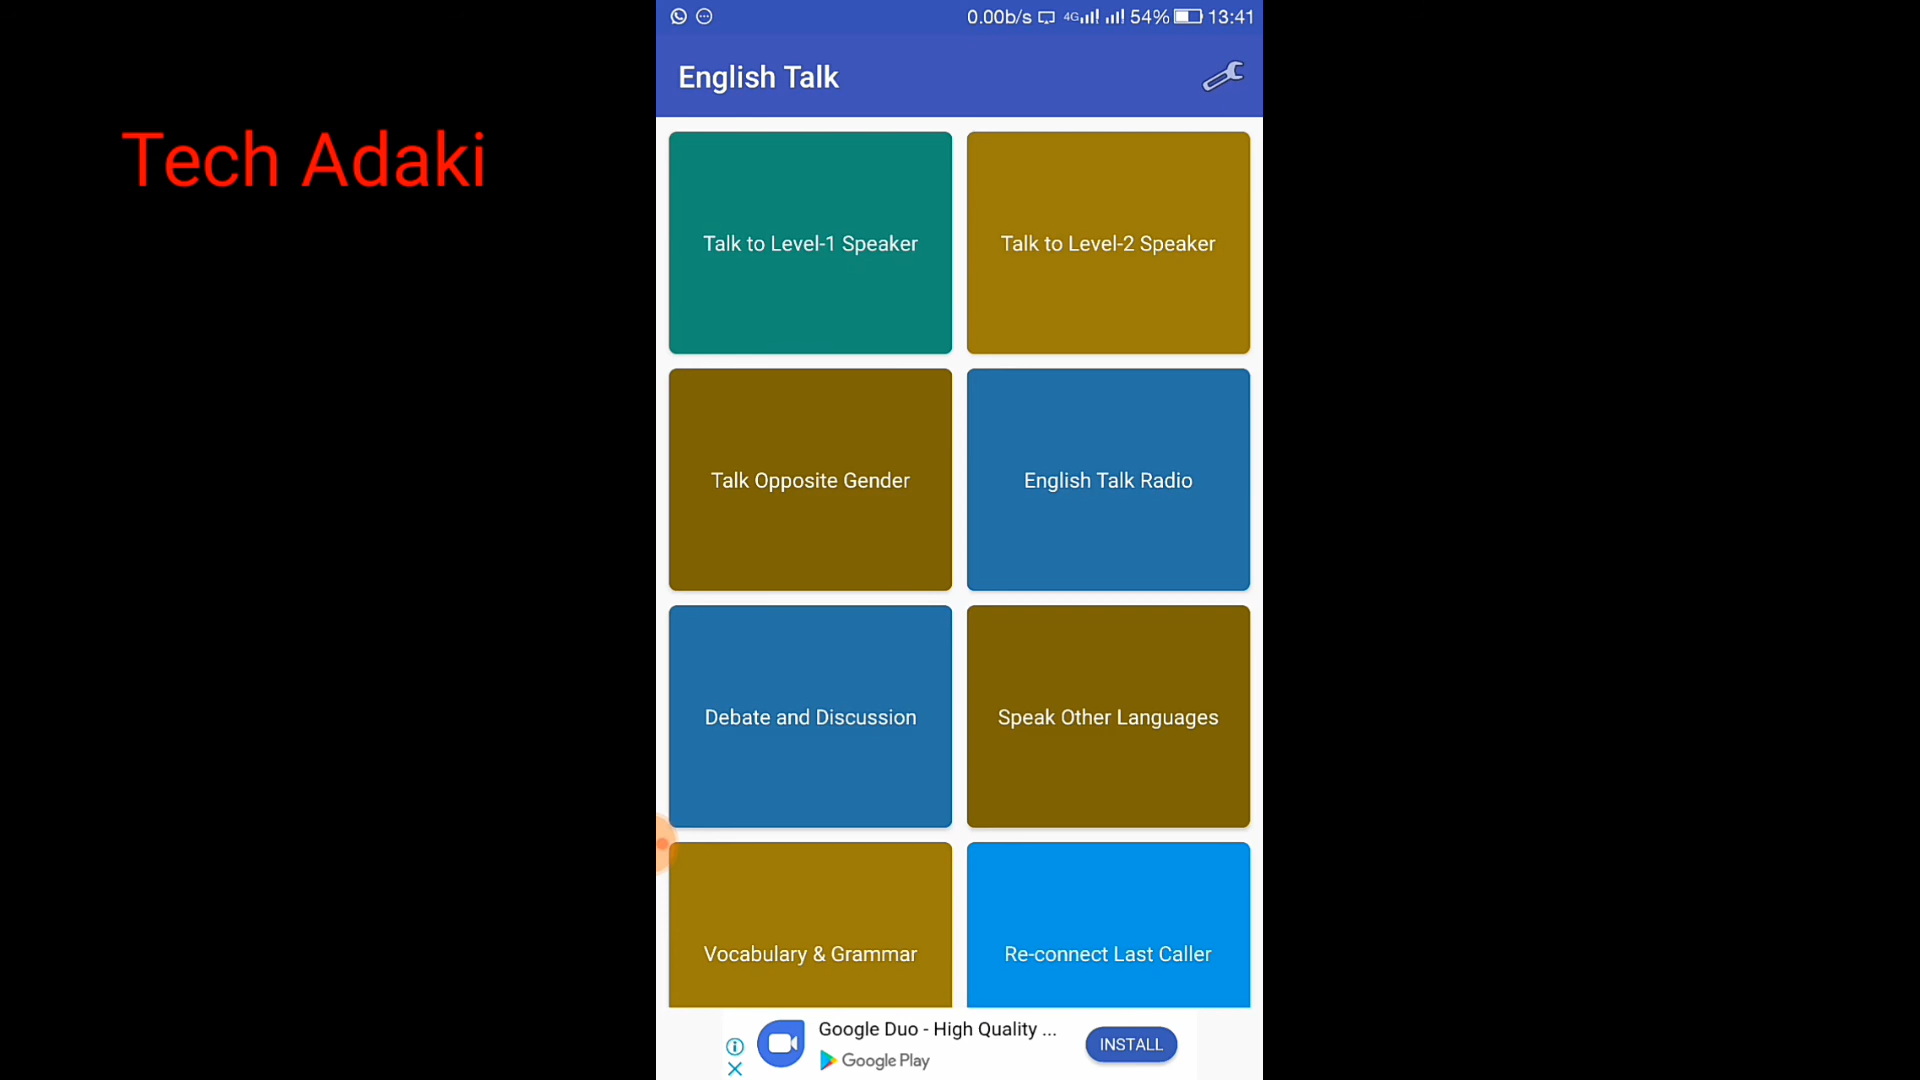 0.00b/s 4G 54% 13:41
English Talk
Tech Adaki
Talk to Level-1 Speaker
Talk to Level-2 Speaker
Talk Opposite Gender
English Talk Radio
Debate and Discussion
Speak Other Languages
Vocabulary & Grammar
Re-connect Last Caller
Google Duo - High Quality ...
Google Play
INSTALL